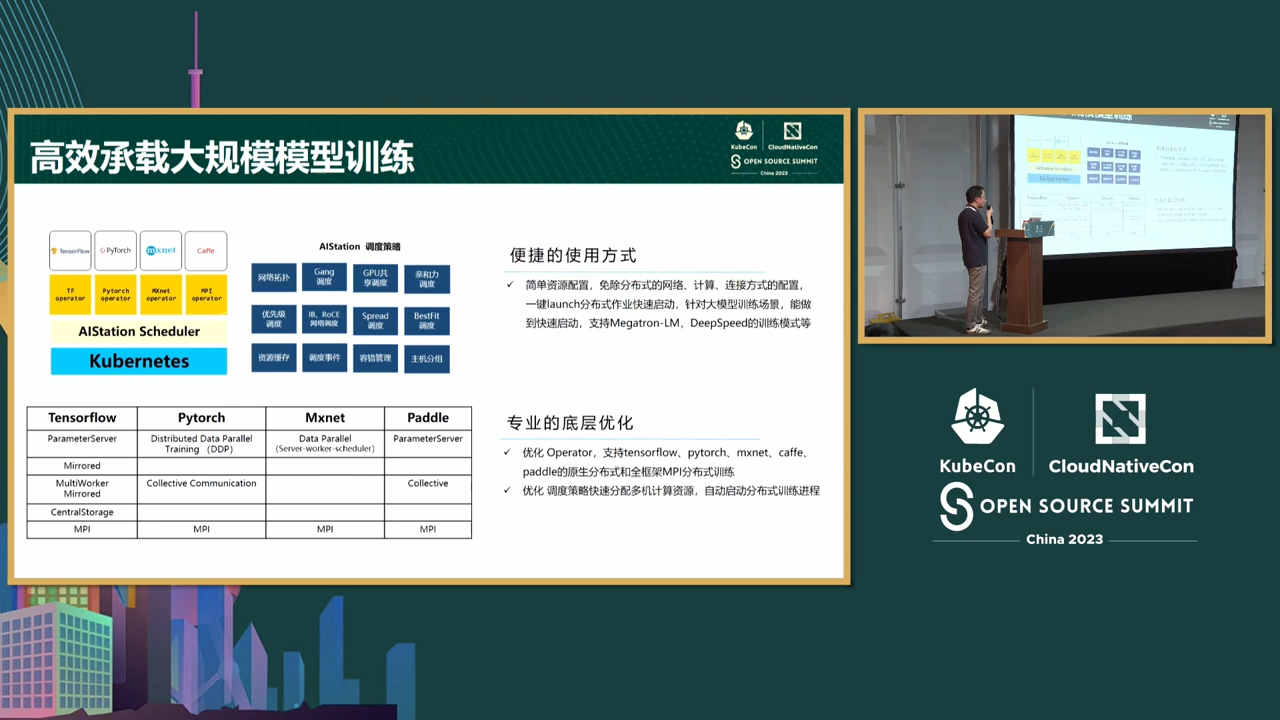 高效承载大规模模型训练
KubeCon
CloudNativeCon
OPEN SOURCE SUMMIT
China 2023
TensorFlow
PyTorch
mxnet
Caffe
TF operator
Pytorch operator
MXnet operator
MPI operator
AIStation Scheduler
Kubernetes
AIStation 调度策略
网络拓扑
Gang 调度
GPU共享调度
亲和力调度
优先级调度
IB、RoCE 网络调度
Spread 调度
BestFit 调度
资源缓存
调度事件
容错管理
主机分组
便捷的使用方式
✓ 简单资源配置，免除分布式的网络、计算、连接方式的配置，
一键launch分布式作业快速启动，针对大模型训练场景，能做
到快速启动，支持Megatron-LM，DeepSpeed的训练模式等
Tensorflow Pytorch Mxnet Paddle
ParameterServer
Distributed Data Parallel
Training （DDP）
Data Parallel
(Server-worker-scheduler)
ParameterServer
Mirrored
MultiWorker
Mirrored
Collective Communication
Collective
CentralStorage
MPI MPI MPI MPI
专业的底层优化
✓ 优化 Operator，支持tensorflow、pytorch、mxnet、caffe、
paddle的原生分布式和全框架MPI分布式训练
✓ 优化 调度策略快速分配多机计算资源，自动启动分布式训练进程
KubeCon
CloudNativeCon
OPEN SOURCE SUMMIT
China 2023